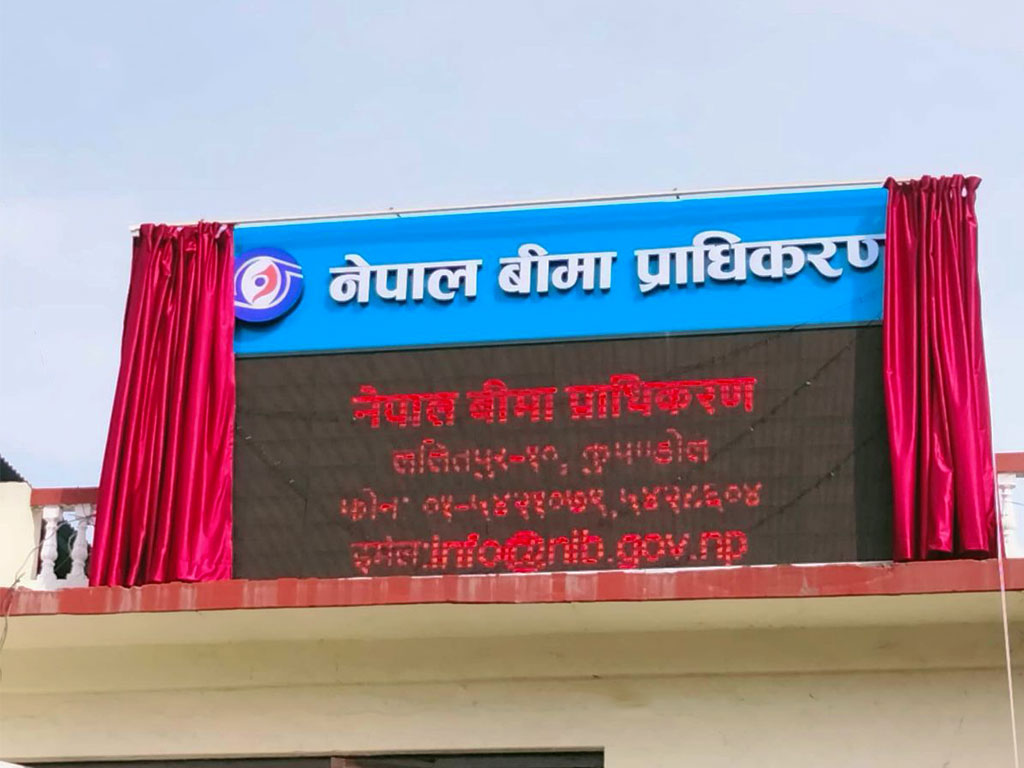 नेपाल बीमा प्राधिकरण
नेपाल बीमा प्राधिकरण
ललितपुर-१०, कुपण्डोल
फोनः ०१-५४२१०७९, ५४२८६०४
इमेलः info@nib.gov.np